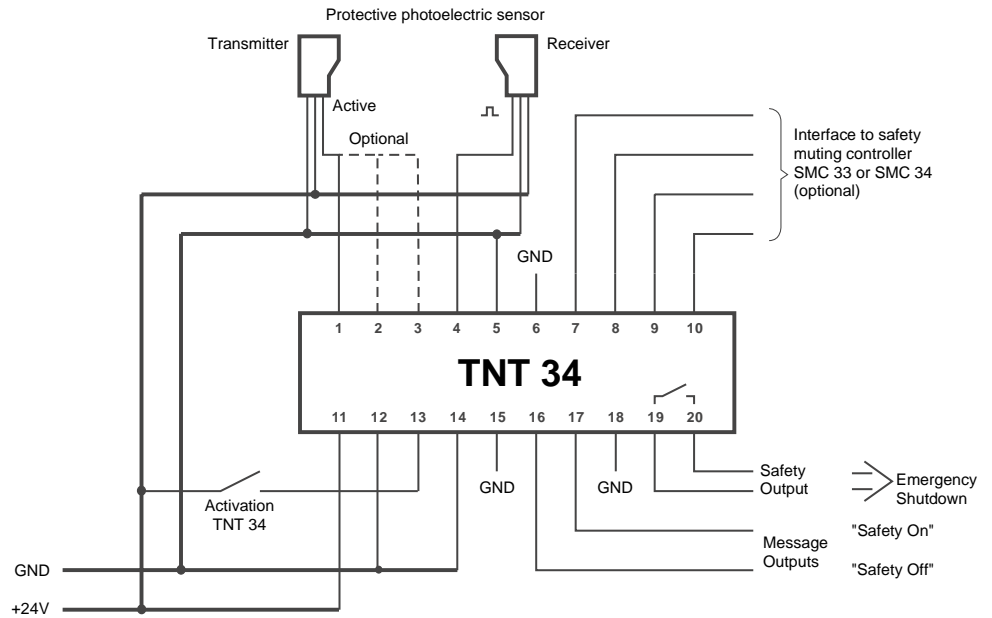 Protective photoelectric sensor
Transmitter
Receiver
Active
Optional
Interface to safety
muting controller
SMC 33 or SMC 34
(optional)
GND
1 2 3 4 5 6 7 8 9 10
TNT 34
11 12 13 14 15 16 17 18 19 20
Activation
TNT 34
GND
GND
Safety
Output
Emergency
Shutdown
Message
Outputs
"Safety On"
"Safety Off"
GND
+24V